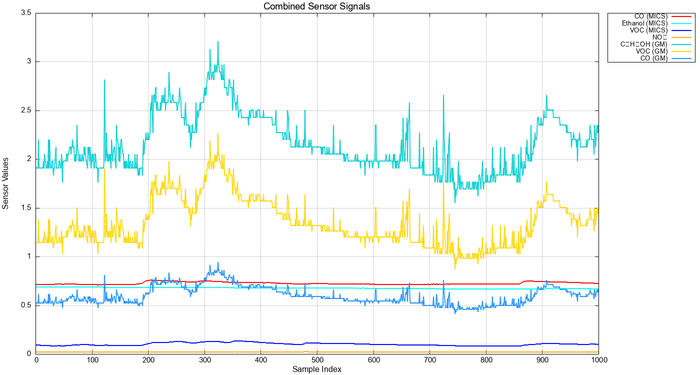 Combined Sensor Signals
3.5
3
2.5
2
1.5
1
0.5
0
0 100 200 300 400 500 600 700 800 900 1000
Sensor Values
Sample Index
CO (MICS)
Ethanol (MICS)
VOC (MICS)
VOC (GM)
CO (GM)